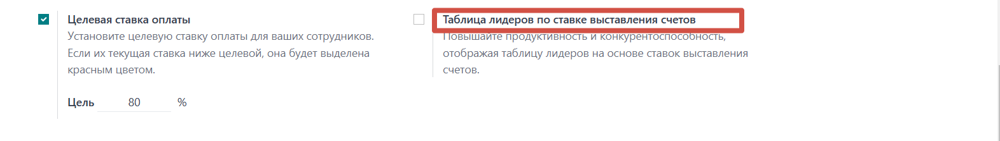 Целевая ставка оплаты
Установите целевую ставку оплаты для ваших сотрудников.
Если их текущая ставка ниже целевой, она будет выделена
красным цветом.
Цель 80 %
Таблица лидеров по ставке выставления счетов
Повышайте продуктивность и конкурентоспособность,
отображая таблицу лидеров на основе ставок выставления
счетов.